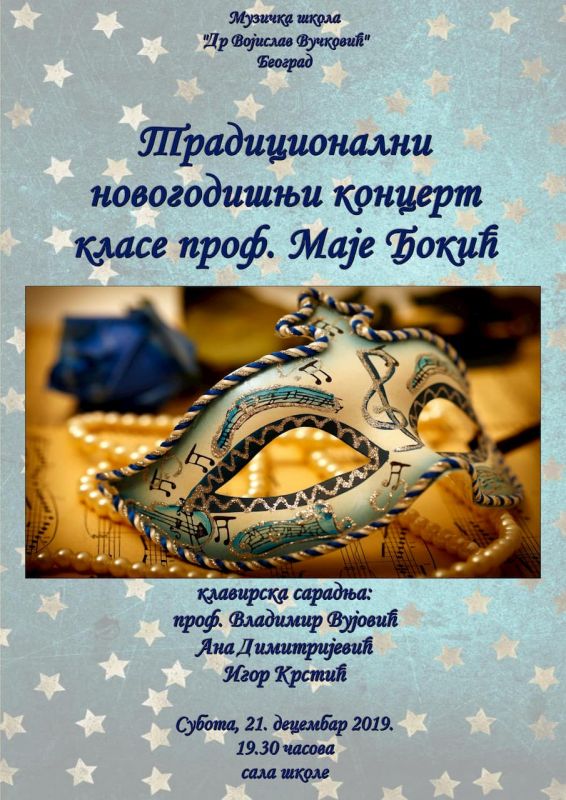 Музичка школа
"Др Војислав Вучковић"
Београд
Традиционални
новогодишњи концерт
класе проф. Маје Ђокић
клавирска сарадња:
проф. Владимир Вујовић
Ана Димитријевић
Игор Крстић
Субота, 21. децембар 2019.
19.30 часова
сала школе